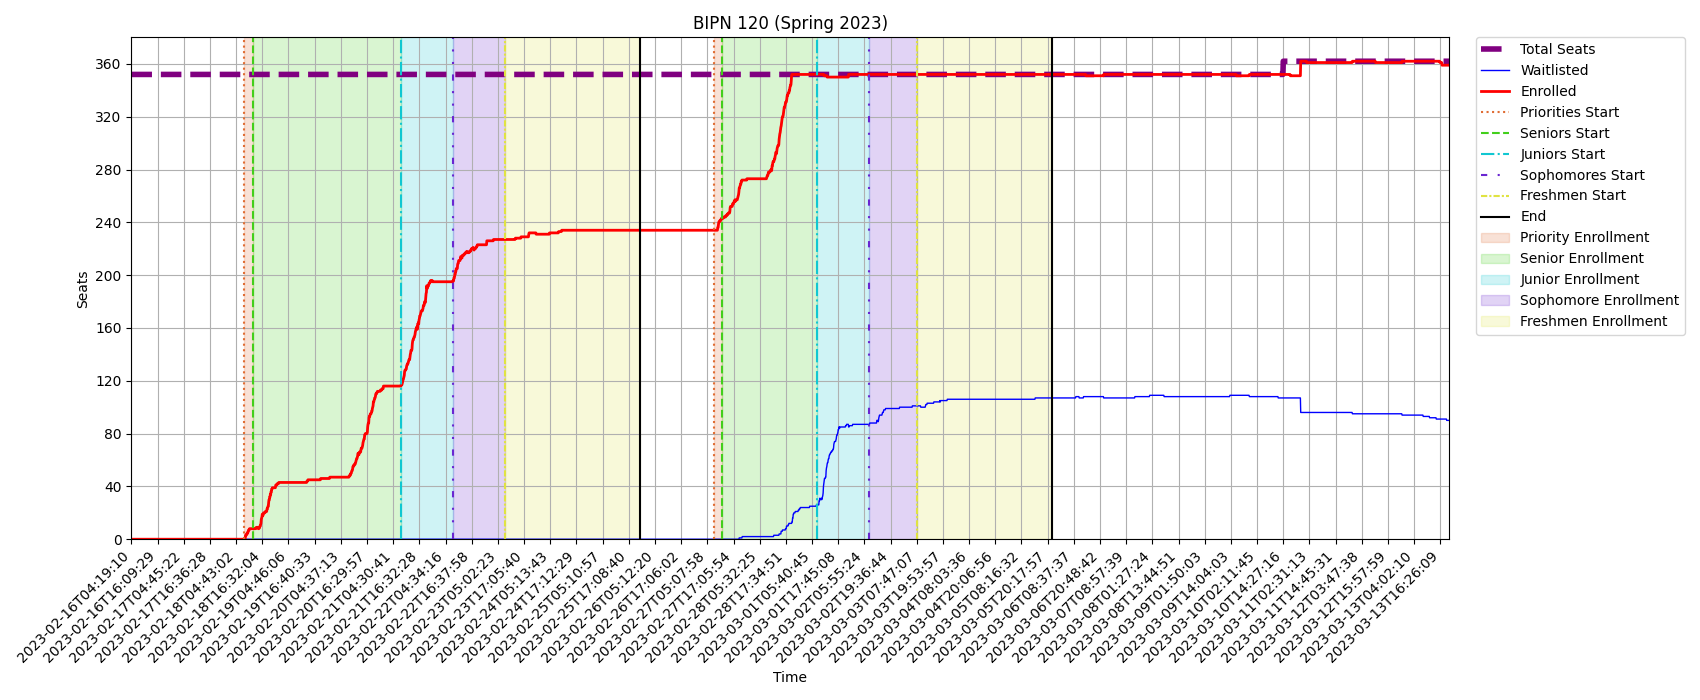 BIPN 120 (Spring 2023)
Seats
360
320
280
240
200
160
120
80
40
0
2023-02-16T04:19:10
2023-02-16T16:09:29
2023-02-17T04:45:22
2023-02-17T16:36:28
2023-02-18T04:43:02
2023-02-18T16:32:04
2023-02-19T04:46:06
2023-02-19T16:40:33
2023-02-20T04:37:13
2023-02-20T16:29:57
2023-02-21T04:30:41
2023-02-21T16:32:28
2023-02-22T04:34:16
2023-02-22T16:37:58
2023-02-23T05:02:23
2023-02-23T17:05:40
2023-02-24T05:13:43
2023-02-24T17:12:29
2023-02-25T05:10:57
2023-02-25T17:08:40
2023-02-26T05:12:26
2023-02-26T17:06:02
2023-02-27T05:07:58
2023-02-27T17:05:54
2023-02-28T05:32:25
2023-02-28T17:34:51
2023-03-01T05:40:45
2023-03-01T17:45:08
2023-03-02T05:55:24
2023-03-02T19:36:44
2023-03-03T07:47:07
2023-03-03T19:53:57
2023-03-04T08:03:36
2023-03-04T20:06:56
2023-03-05T08:16:32
2023-03-05T20:17:57
2023-03-06T08:37:37
2023-03-06T20:48:42
2023-03-07T08:57:39
2023-03-08T01:27:24
2023-03-08T13:44:51
2023-03-09T01:50:03
2023-03-09T14:04:03
2023-03-10T02:11:45
2023-03-10T14:27:16
2023-03-11T02:31:13
2023-03-11T14:45:31
2023-03-12T03:47:38
2023-03-12T15:57:59
2023-03-13T04:02:10
2023-03-13T16:26:09
Time
Total Seats
Waitlisted
Enrolled
Priorities Start
Seniors Start
Juniors Start
Sophomores Start
Freshmen Start
End
Priority Enrollment
Senior Enrollment
Junior Enrollment
Sophomore Enrollment
Freshmen Enrollment